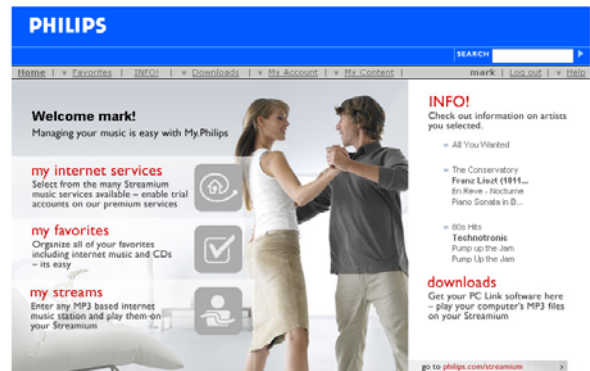 PHILIPS
SEARCH
Home | Favorites | INFO! | Downloads | My Account | My Content |
mark | Log out | Help
Welcome mark!
Managing your music is easy with My.Philips
my internet services
Select from the many Streamium
music services available – enable trial
accounts on our premium services
my favorites
Organize all of your favorites
including internet music and CDs
– its easy
my streams
Enter any MP3 based internet
music station and play them-on
your Streamium
INFO!
Check out information on artists
you selected.
All You Wanted
The Conservatory
Franz Liszt (1811...
En Reve - Nocturne
Piano Sonata in B...
80s Hits
Technotronic
Pump up the Jam
Pump Up the Jam
downloads
Get your PC Link software here
– play your computer's MP3 files
on your Streamium
go to philips.com/streamium